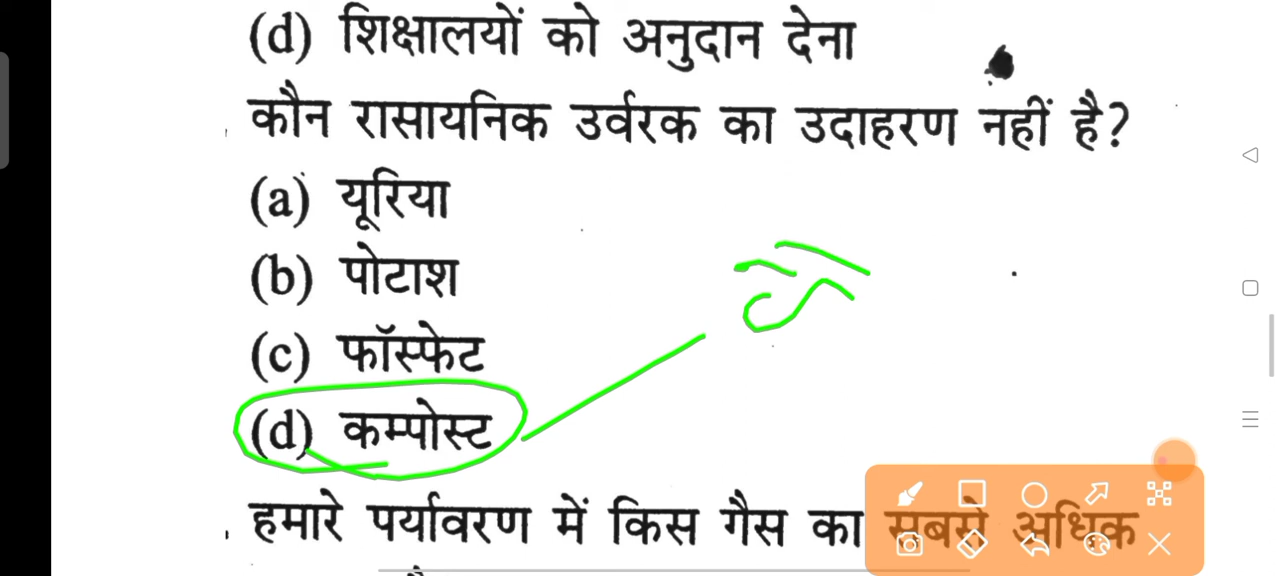 (d) शिक्षालयों को अनुदान देना
कौन रासायनिक उर्वरक का उदाहरण नहीं है?
(a) यूरिया
(b) पोटाश
(c) फॉस्फेट
(d) कम्पोस्ट
हमारे पर्यावरण में किस गैस का सबसे अधिक